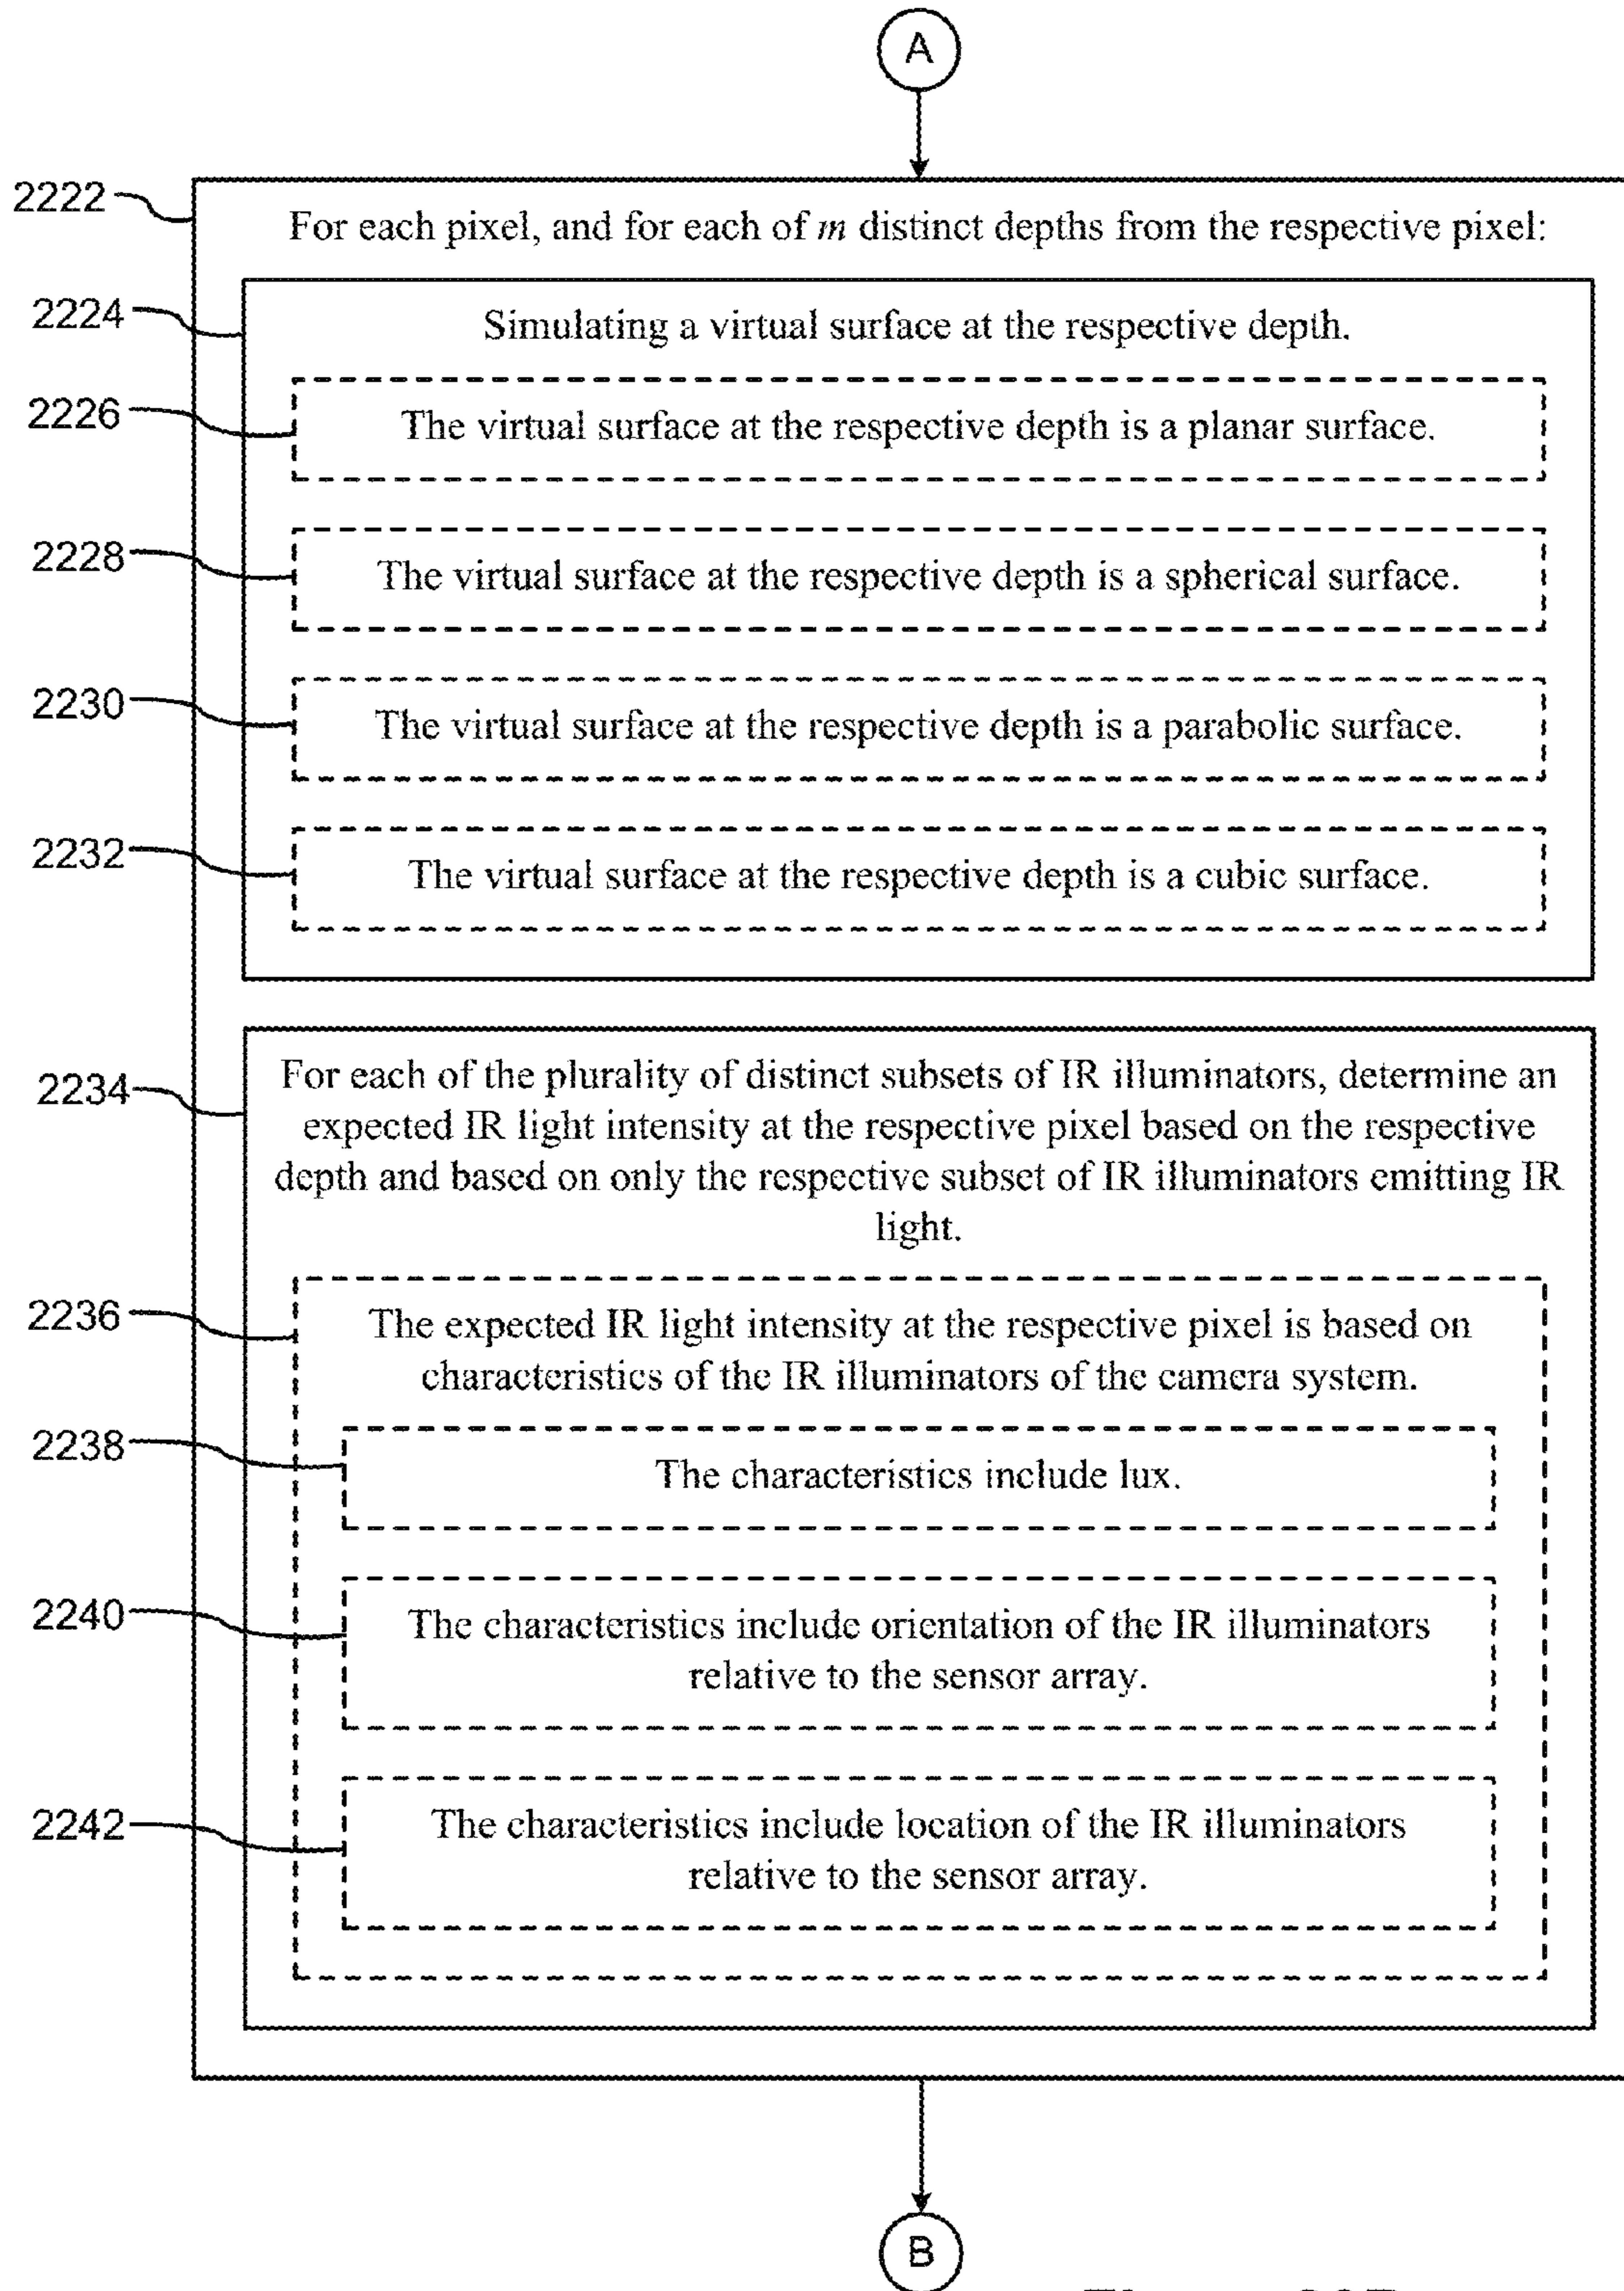 A
2222
For each pixel, and for each of m distinct depths from the respective pixel:
2224
Simulating a virtual surface at the respective depth.
2226
The virtual surface at the respective depth is a planar surface.
2228
The virtual surface at the respective depth is a spherical surface.
2230
The virtual surface at the respective depth is a parabolic surface.
2232
The virtual surface at the respective depth is a cubic surface.
2234
For each of the plurality of distinct subsets of IR illuminators, determine an
expected IR light intensity at the respective pixel based on the respective
depth and based on only the respective subset of IR illuminators emitting IR
light.
2236
The expected IR light intensity at the respective pixel is based on
characteristics of the IR illuminators of the camera system.
2238
The characteristics include lux.
2240
The characteristics include orientation of the IR illuminators
relative to the sensor array.
2242
The characteristics include location of the IR illuminators
relative to the sensor array.
B